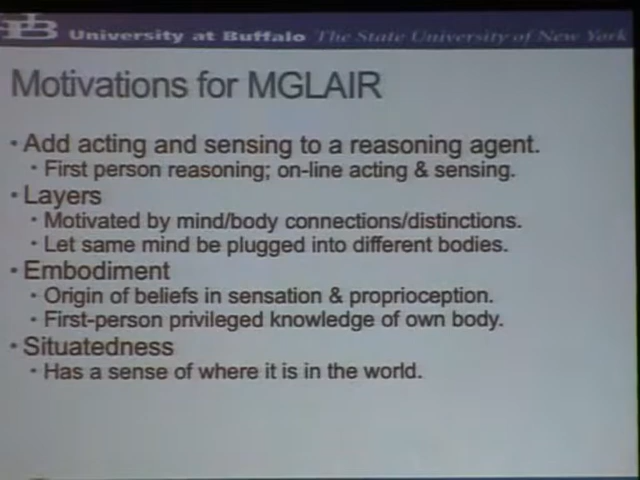 University at Buffalo The State University of New York
Motivations for MGLAIR
• Add acting and sensing to a reasoning agent.
• First person reasoning; on-line acting & sensing.
• Layers
• Motivated by mind/body connections/distinctions.
• Let same mind be plugged into different bodies.
• Embodiment
• Origin of beliefs in sensation & proprioception.
• First-person privileged knowledge of own body.
• Situatedness
• Has a sense of where it is in the world.